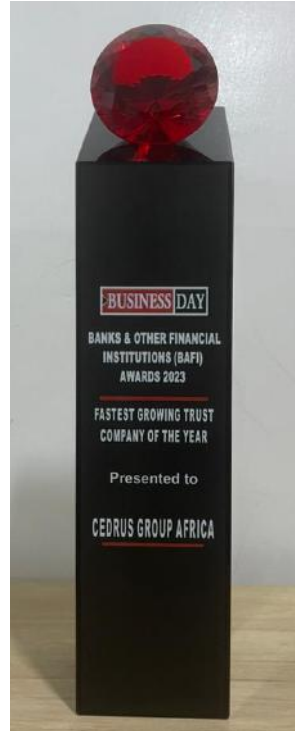 BUSINESS DAY
BANKS & OTHER FINANCIAL
INSTITUTIONS (BAFI)
AWARDS 2023
FASTEST GROWING TRUST
COMPANY OF THE YEAR
Presented to
CEDRUS GROUP AFRICA